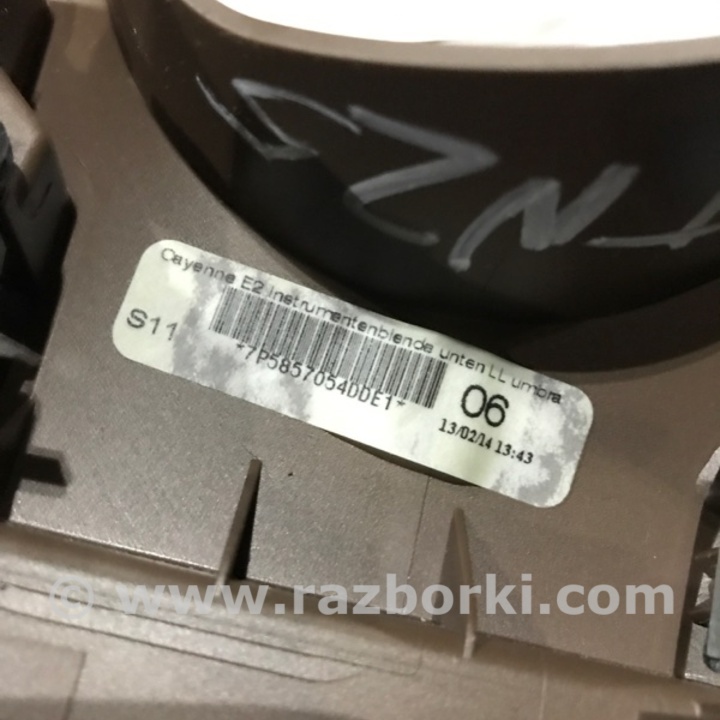 Cayenne E2 Instrumentenblende unten LL umbra
S11
*7P5857054DDE1*
06
13/02/14 13:43
© www.razborki.com